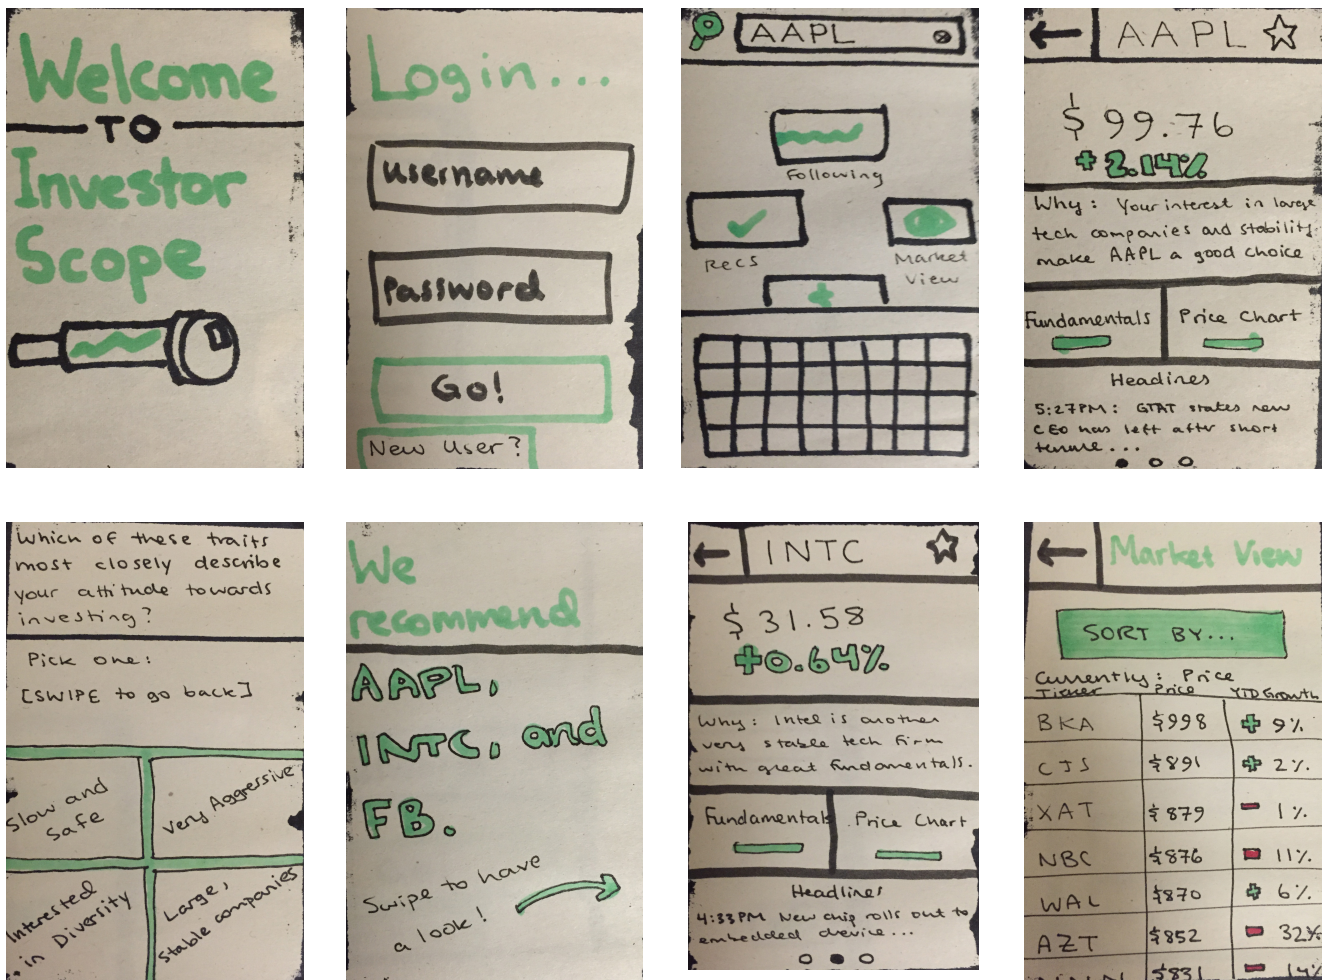 Welcome
TO
Investor
Scope
Login...
Username
Password
Go!
New User?
AAPL
Following
Recs
Market
View
AAPL
$99.76
+2.14%
Why: Your interest in large
tech companies and stability
make AAPL a good choice
Fundamentals
Price Chart
Headlines
5:27PM: GTAT states new
CEO has left after short
tenure...
Which of these traits
most closely describe
your attitude towards
investing?
Pick one:
[SWIPE to go back]
Slow and
Safe
Very Aggressive
Interested
in Diversity
Large,
Stable companies
We
recommend
AAPL,
INTC, and
FB.
Swipe to have
a look!
INTC
$31.58
+0.64%
Why: Intel is another
very stable tech firm
with great fundamentals.
Fundamentals
Price Chart
Headlines
4:33PM New chip rolls out to
embedded device...
Market View
SORT BY...
Currently: Price
Ticker Price YTD Growth
BKA $998 + 9%
CJS $891 + 2%
XAT $879 - 1%
NBC $876 - 11%
WAL $870 + 6%
AZT $852 - 32%
$831 - 14%